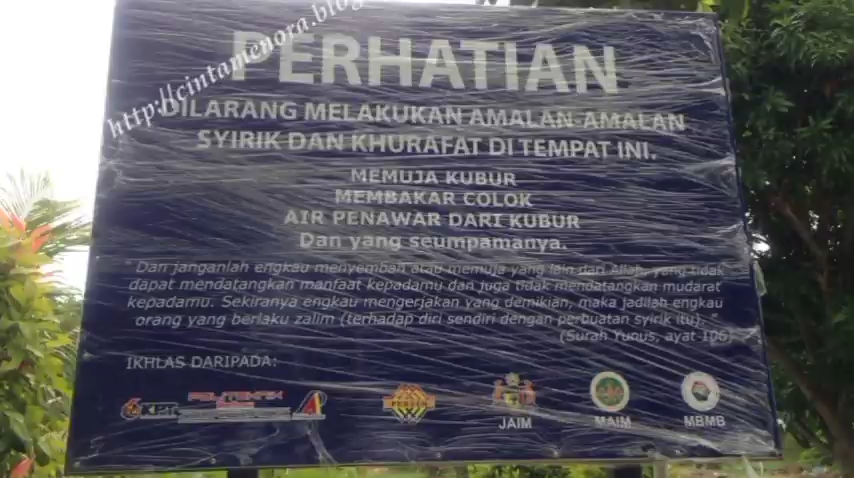 http://cintamenora.blog
PERHATIAN
DILARANG MELAKUKAN AMALAN-AMALAN
SYIRIK DAN KHURAFAT DI TEMPAT INI.
MEMUJA KUBUR
MEMBAKAR COLOK
AIR PENAWAR DARI KUBUR
Dan yang seumpamanya.
" Dan janganlah engkau menyembah atau memuja yang lain dari Allah, yang tidak
dapat mendatangkan manfaat kepadamu dan juga tidak mendatangkan mudarat
kepadamu. Sekiranya engkau mengerjakan yang demikian, maka jadilah engkau
orang yang berlaku zalim (terhadap diri sendiri dengan perbuatan syirik itu). "
(Surah Yunus, ayat 106)
IKHLAS DARIPADA:
KPT POLITEKNIK
JAIM MAIM MBMB